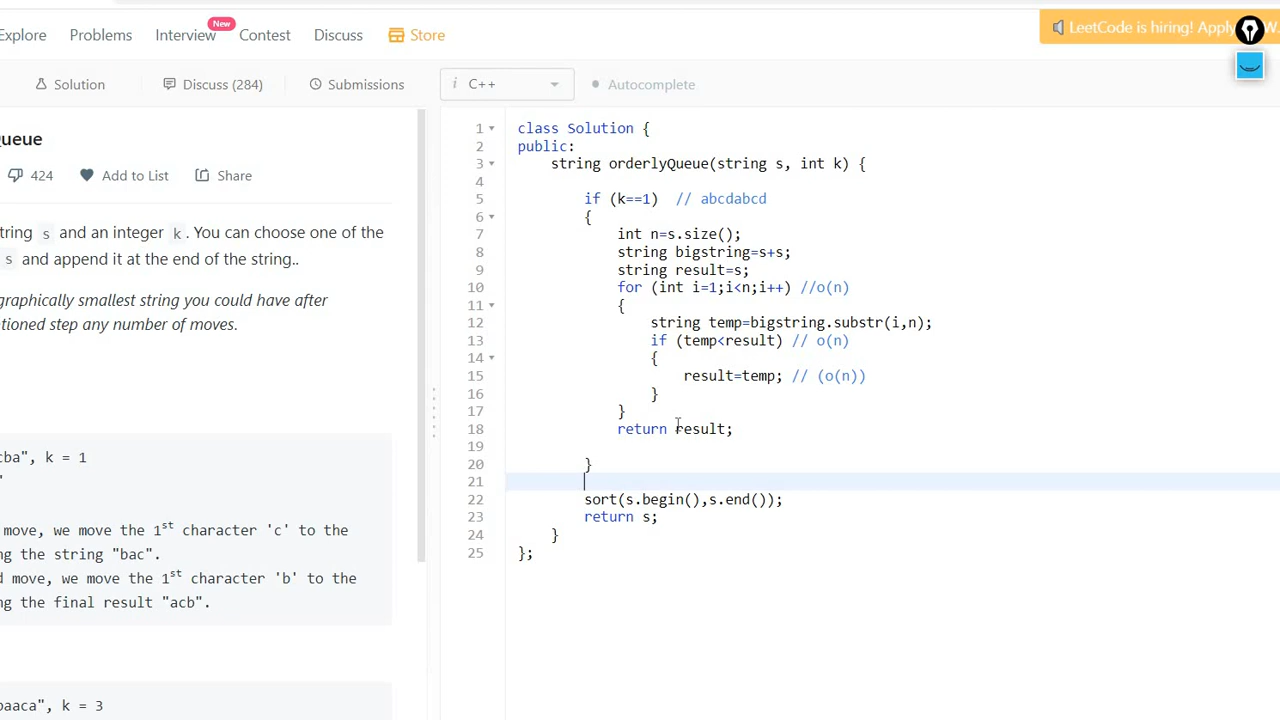 Explore Problems Interview New Contest Discuss Store LeetCode is hiring! Apply
Solution Discuss (284) Submissions i C++ Autocomplete
Queue
424 Add to List Share
tring s and an integer k. You can choose one of the
s and append it at the end of the string..
graphically smallest string you could have after
tioned step any number of moves.
cba", k = 1
"
move, we move the 1st character 'c' to the
ng the string "bac".
d move, we move the 1st character 'b' to the
ng the final result "acb".
baaca", k = 3
1 class Solution {
2 public:
3 string orderlyQueue(string s, int k) {
4
5 if (k==1) // abcdabcd
6 {
7 int n=s.size();
8 string bigstring=s+s;
9 string result=s;
10 for (int i=1;i<n;i++) //o(n)
11 {
12 string temp=bigstring.substr(i,n);
13 if (temp<result) // o(n)
14 {
15 result=temp; // (o(n))
16 }
17 }
18 return result;
19
20 }
21
22 sort(s.begin(),s.end());
23 return s;
24 }
25 };